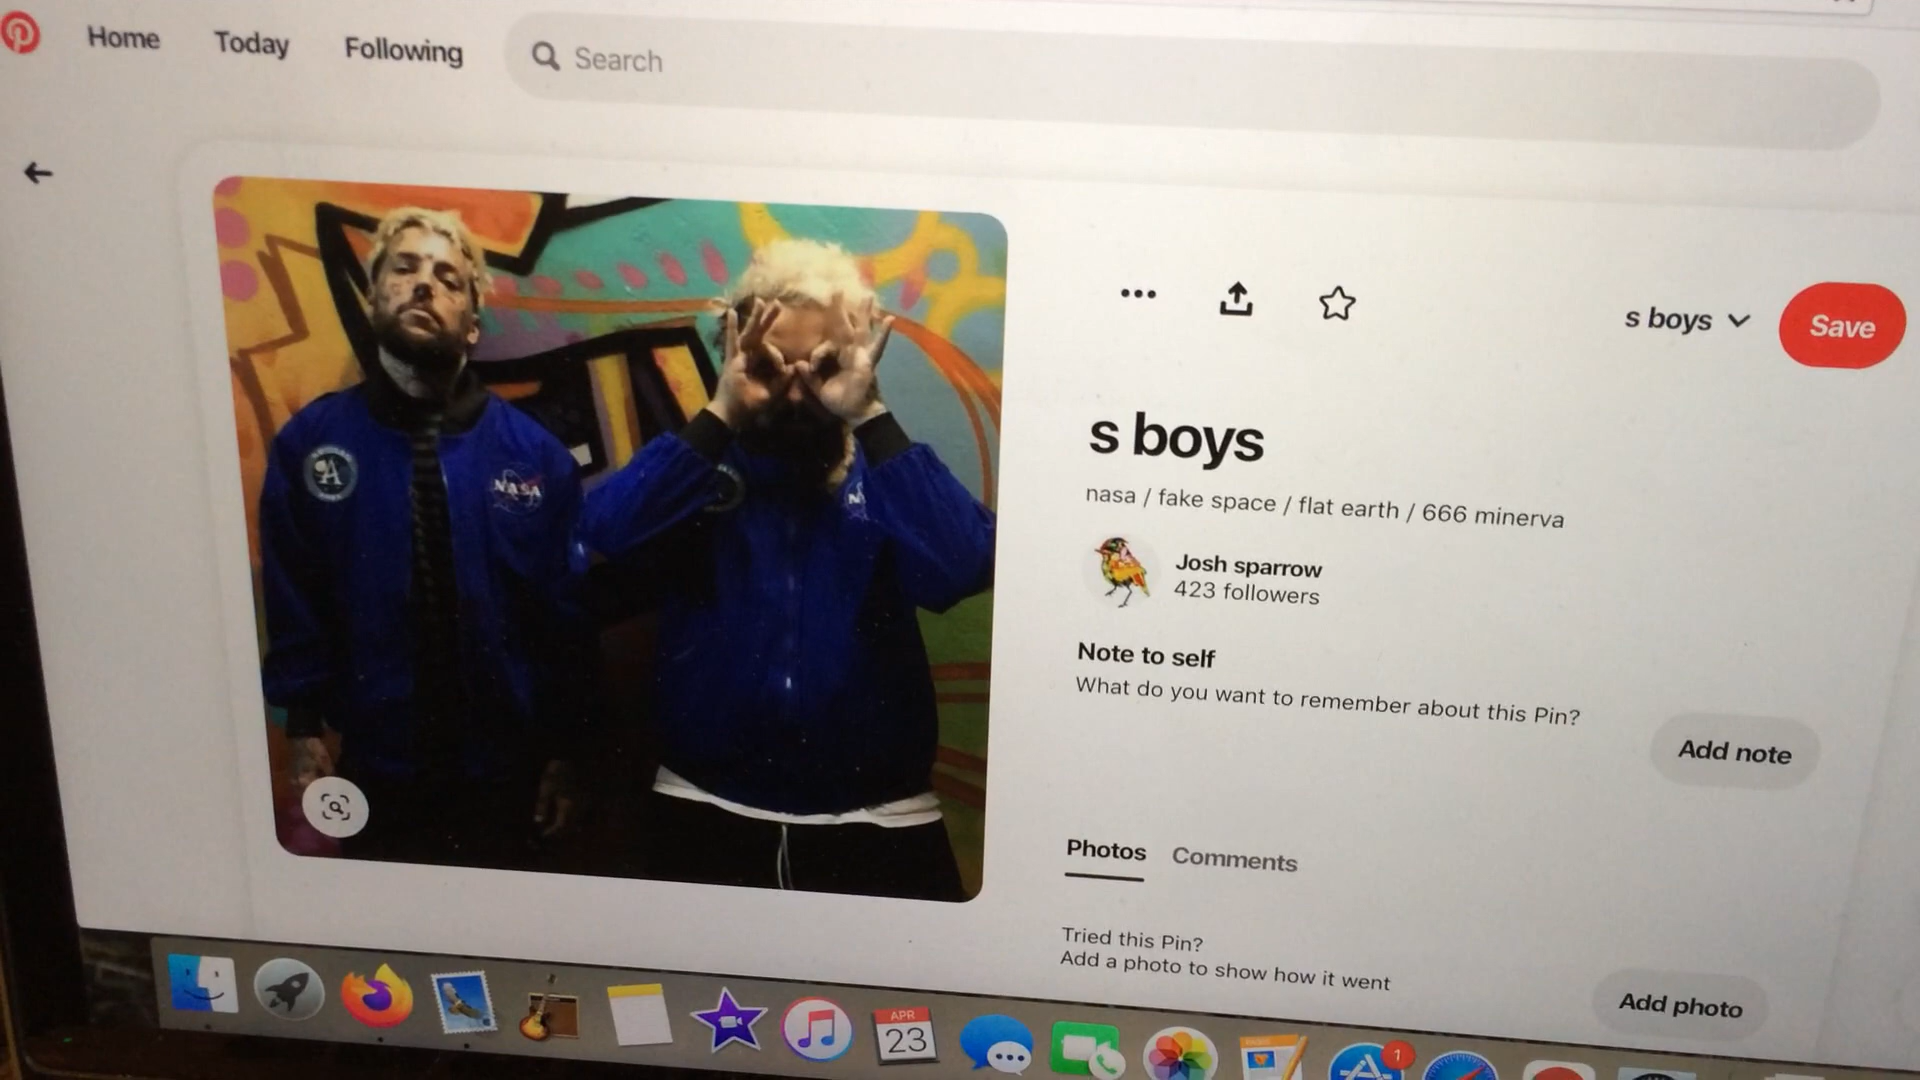 Home Today Following Search
s boys Save
s boys
nasa / fake space / flat earth / 666 minerva
Josh sparrow
423 followers
Note to self
What do you want to remember about this Pin?
Add note
Photos Comments
Tried this Pin?
Add a photo to show how it went
Add photo
A
NASA
N
APR
23
1